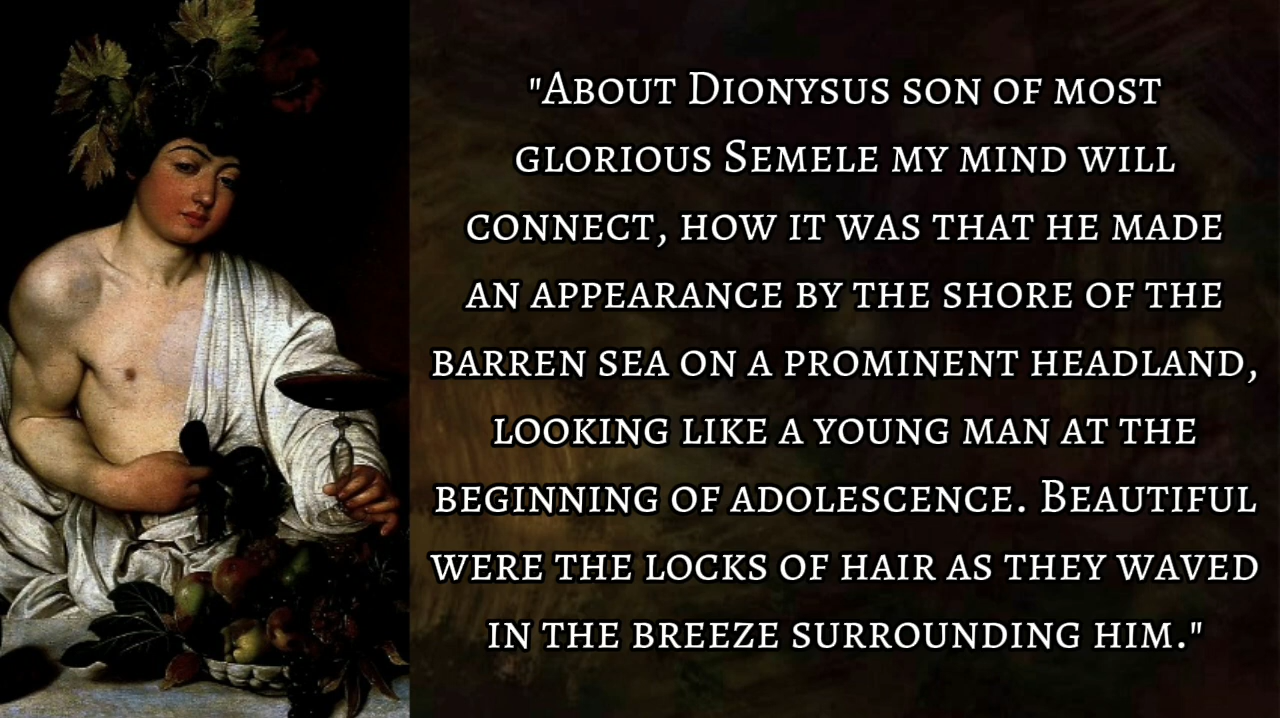 "About Dionysus son of most
glorious Semele my mind will
connect, how it was that he made
an appearance by the shore of the
barren sea on a prominent headland,
looking like a young man at the
beginning of adolescence. Beautiful
were the locks of hair as they waved
in the breeze surrounding him."